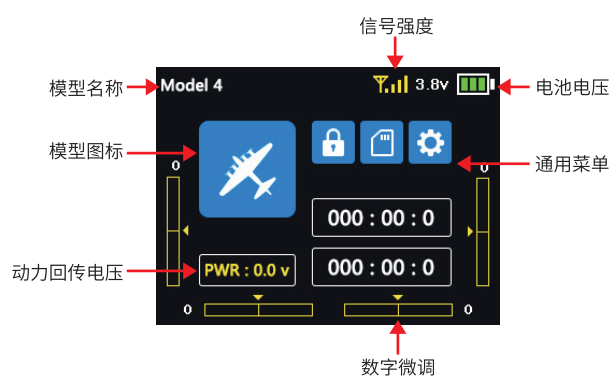 信号强度
模型名称
Model 4
3.8v
电池电压
模型图标
通用菜单
0
0
000 : 00 : 0
动力回传电压
PWR : 0.0 v
000 : 00 : 0
0
0
数字微调